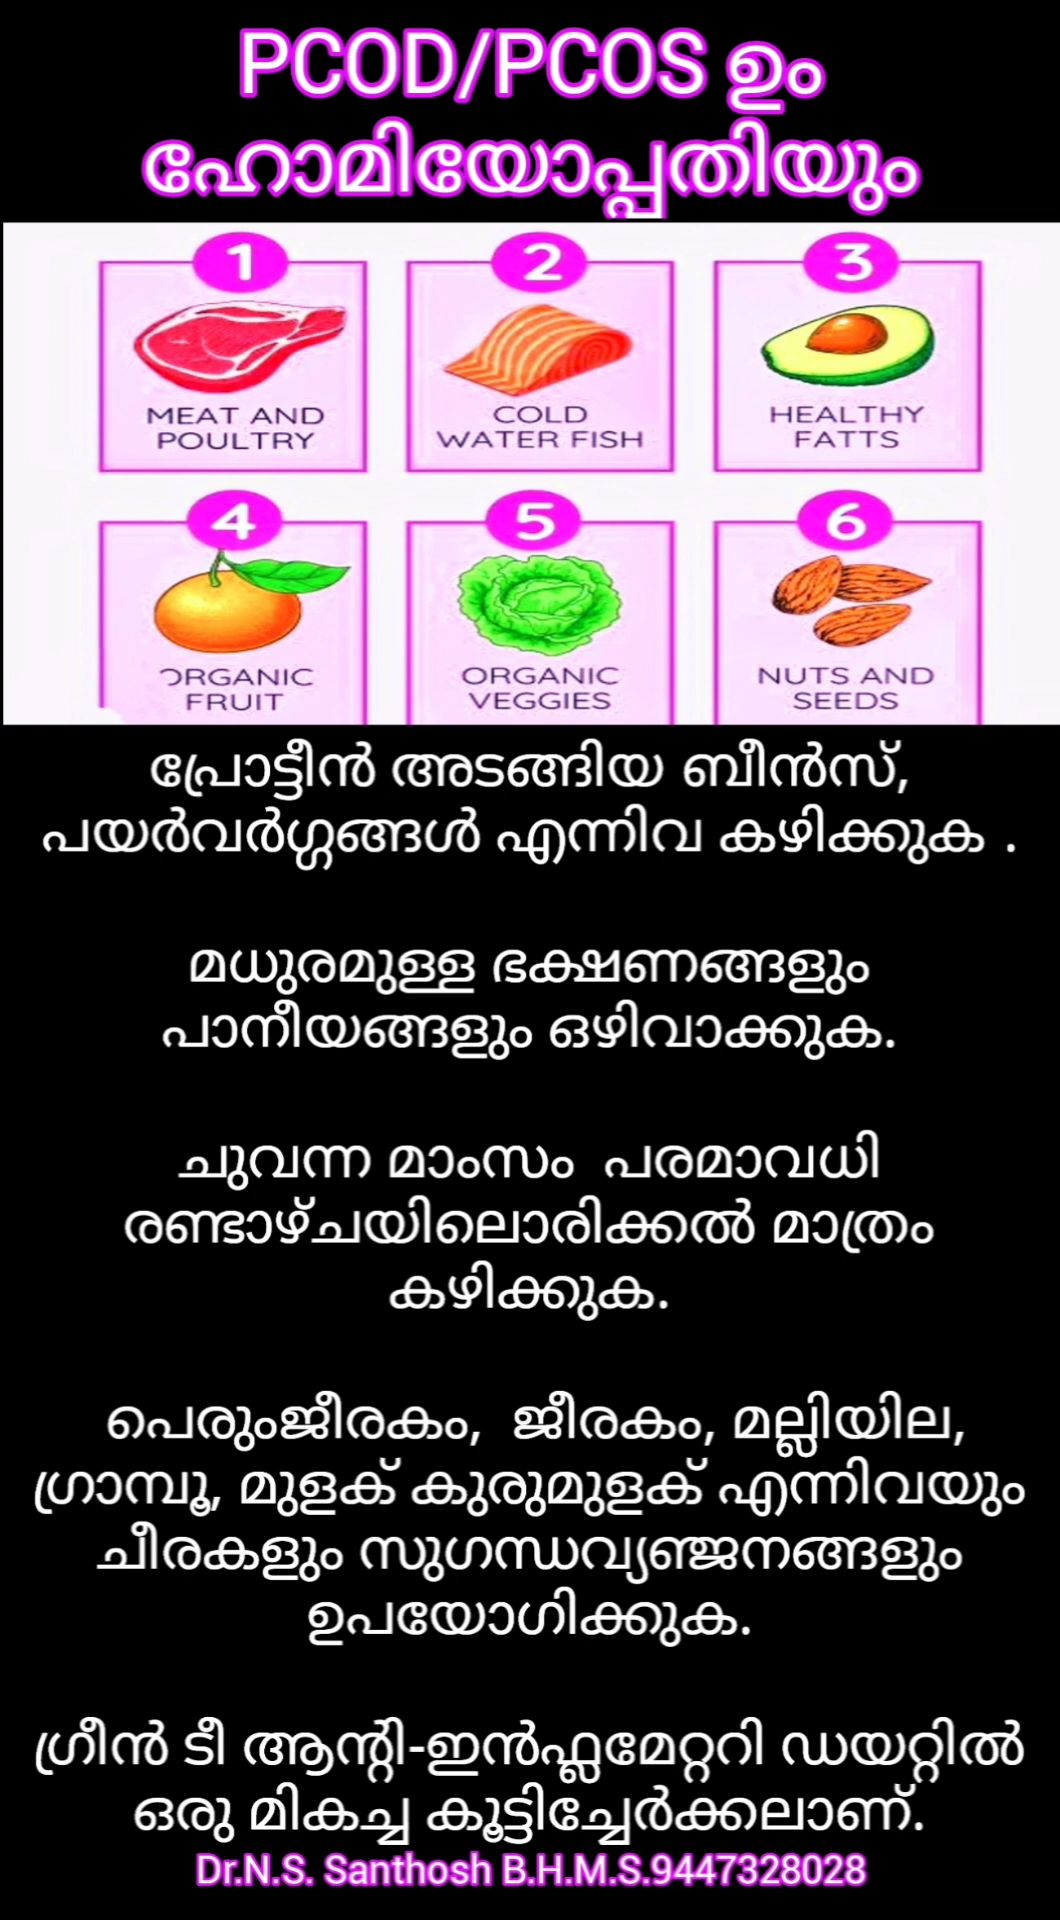 PCOD/PCOS ഉം
ഹോമിയോപ്പതിയും
1
2
3
MEAT AND
POULTRY
COLD
WATER FISH
HEALTHY
FATTS
4
5
6
ORGANIC
FRUIT
ORGANIC
VEGGIES
NUTS AND
SEEDS
പ്രോട്ടീൻ അടങ്ങിയ ബീൻസ്,
പയർവർഗ്ഗങ്ങൾ എന്നിവ കഴിക്കുക .
മധുരമുള്ള ഭക്ഷണങ്ങളും
പാനീയങ്ങളും ഒഴിവാക്കുക.
ചുവന്ന മാംസം പരമാവധി
രണ്ടാഴ്ചയിലൊരിക്കൽ മാത്രം
കഴിക്കുക.
പെരുംജീരകം, ജീരകം, മല്ലിയില,
ഗ്രാമ്പൂ, മുളക് കുരുമുളക് എന്നിവയും
ചീരകളും സുഗന്ധവ്യഞ്ജനങ്ങളും
ഉപയോഗിക്കുക.
ഗ്രീൻ ടീ ആന്റി-ഇൻഫ്ലമേറ്ററി ഡയറ്റിൽ
ഒരു മികച്ച കൂട്ടിച്ചേർക്കലാണ്.
Dr.N.S. Santhosh B.H.M.S.9447328028